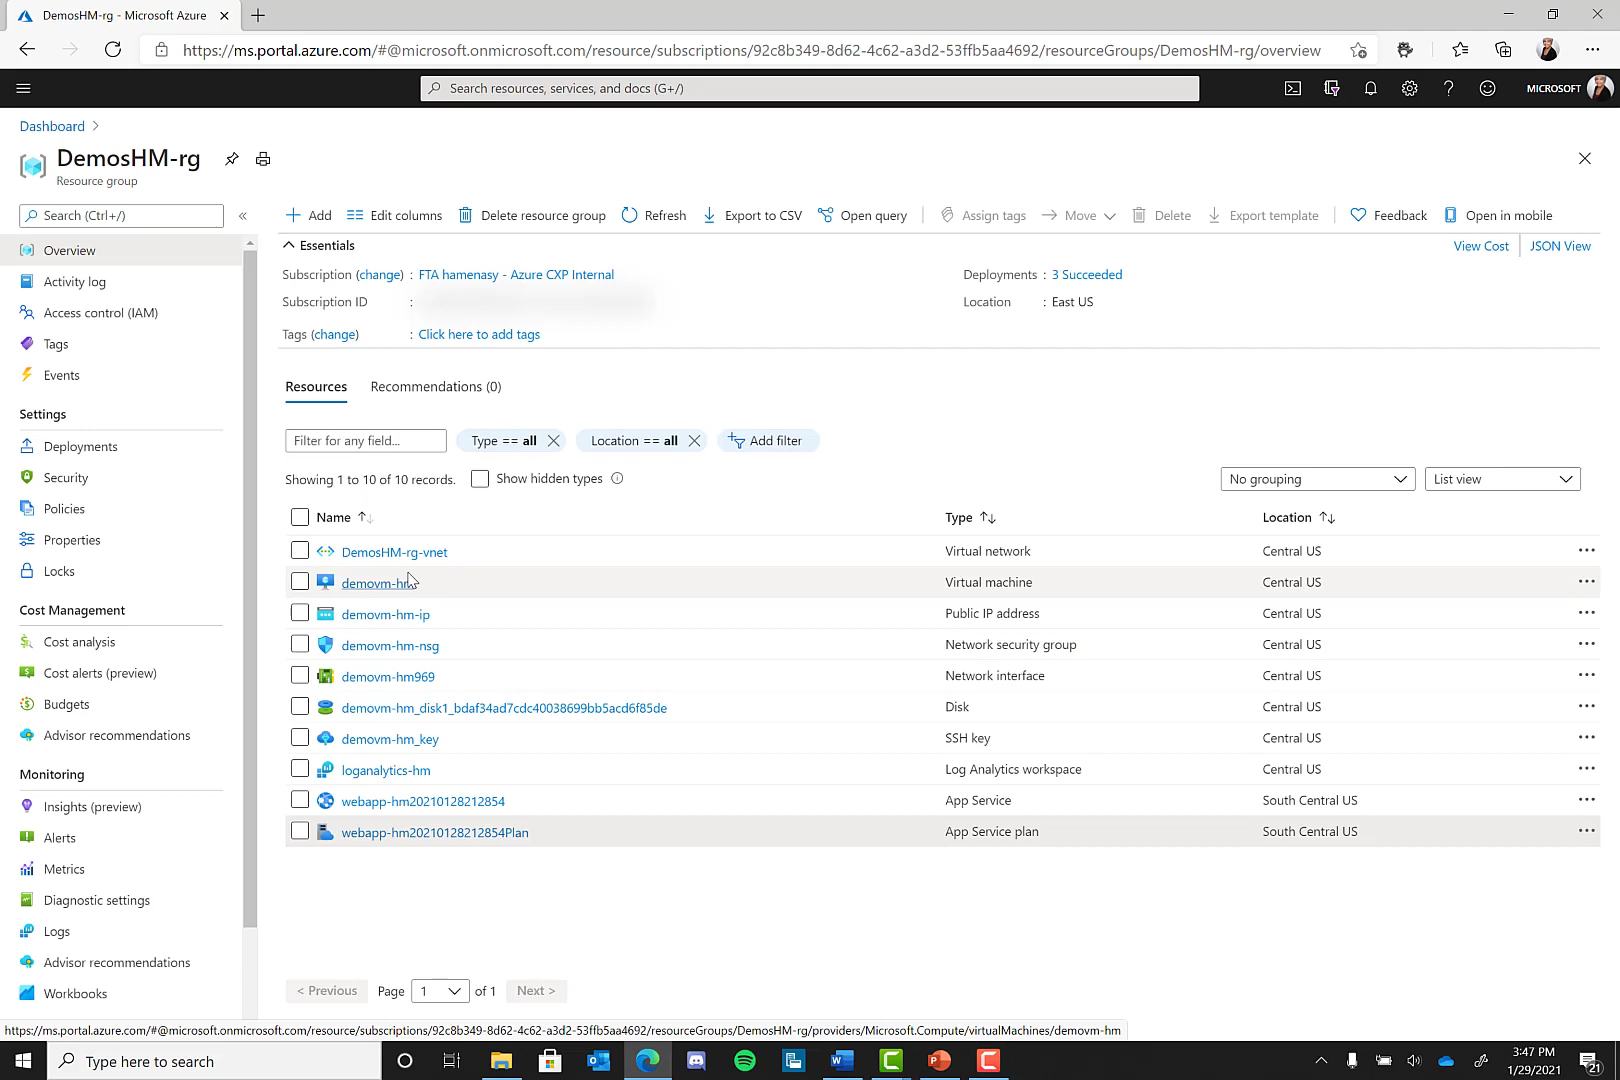 DemosHM-rg - Microsoft Azure
https://ms.portal.azure.com/#@microsoft.onmicrosoft.com/resource/subscriptions/92c8b349-8d62-4c62-a3d2-53ffb5aa4692/resourceGroups/DemosHM-rg/overview
Search resources, services, and docs (G+/)
MICROSOFT
Dashboard
DemosHM-rg
Resource group
Search (Ctrl+/)
Add Edit columns Delete resource group Refresh Export to CSV Open query Assign tags Move Delete Export template Feedback Open in mobile
Essentials
View Cost JSON View
Subscription (change) : FTA hamenasy - Azure CXP Internal
Deployments : 3 Succeeded
Subscription ID :
Location : East US
Tags (change) : Click here to add tags
Overview
Activity log
Access control (IAM)
Tags
Events
Settings
Deployments
Security
Policies
Properties
Locks
Cost Management
Cost analysis
Cost alerts (preview)
Budgets
Advisor recommendations
Monitoring
Insights (preview)
Alerts
Metrics
Diagnostic settings
Logs
Advisor recommendations
Workbooks
Resources Recommendations (0)
Filter for any field... Type == all Location == all Add filter
Showing 1 to 10 of 10 records. Show hidden types
No grouping List view
Name Type Location
DemosHM-rg-vnet Virtual network Central US
demovm-hm Virtual machine Central US
demovm-hm-ip Public IP address Central US
demovm-hm-nsg Network security group Central US
demovm-hm969 Network interface Central US
demovm-hm_disk1_bdaf34ad7cdc40038699bb5acd6f85de Disk Central US
demovm-hm_key SSH key Central US
loganalytics-hm Log Analytics workspace Central US
webapp-hm20210128212854 App Service South Central US
webapp-hm20210128212854Plan App Service plan South Central US
< Previous Page 1 of 1 Next >
https://ms.portal.azure.com/#@microsoft.onmicrosoft.com/resource/subscriptions/92c8b349-8d62-4c62-a3d2-53ffb5aa4692/resourceGroups/DemosHM-rg/providers/Microsoft.Compute/virtualMachines/demovm-hm
Type here to search
3:47 PM
1/29/2021
21